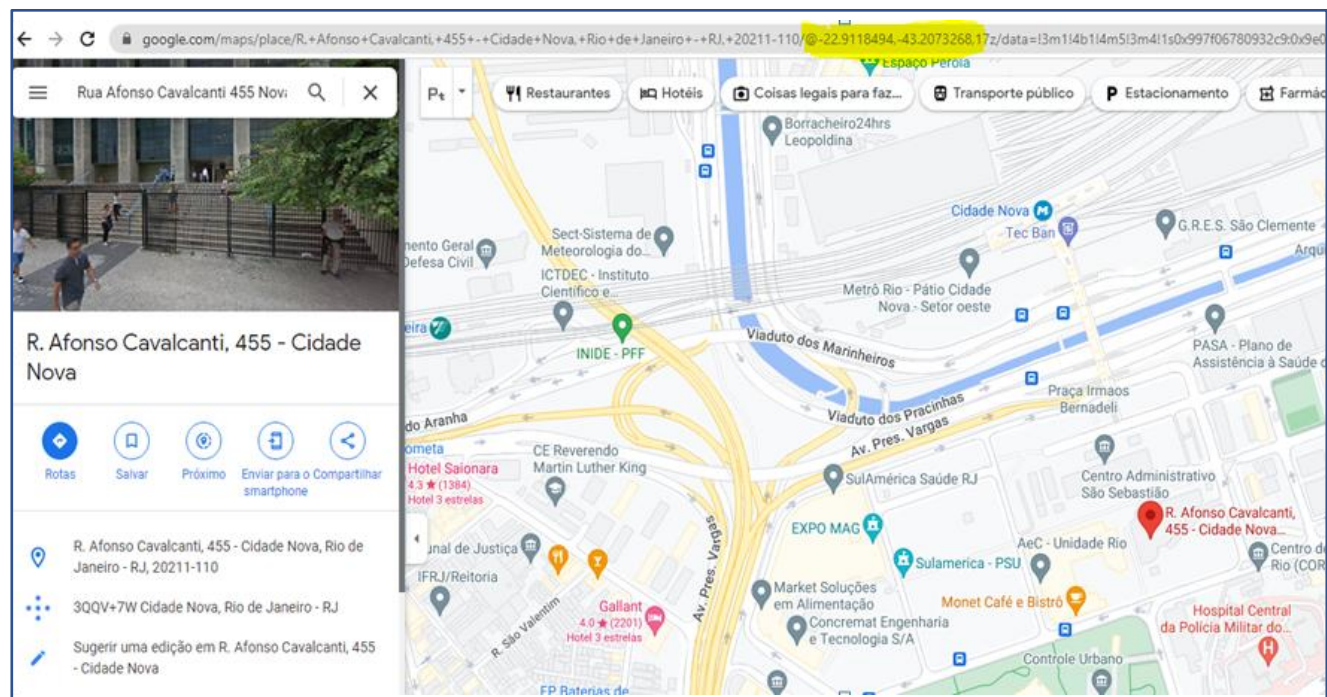 google.com/maps/place/R.+Afonso+Cavalcanti,+455+-+Cidade+Nova,+Rio+de+Janeiro+-+RJ,+20211-110/@-22.9118494,-43.2073268,17z/data=!3m1!4b1!4m5!3m4!1s0x997f06780932c9:0x9e0
Rua Afonso Cavalcanti 455 Nov
Restaurantes
Hotéis
Coisas legais para faz...
Transporte público
P Estacionamento
Farmác
R. Afonso Cavalcanti, 455 - Cidade
Nova
Rotas
Salvar
Próximo
Enviar para o
smartphone
Compartilhar
R. Afonso Cavalcanti, 455 - Cidade Nova, Rio de
Janeiro - RJ, 20211-110
3QQV+7W Cidade Nova, Rio de Janeiro - RJ
Sugerir uma edição em R. Afonso Cavalcanti, 455
- Cidade Nova
Espaço Pérola
Borracheiro24hrs
Leopoldina
Cidade Nova
Tec Ban
G.R.E.S. São Clemente
Arqu
mento Geral
Defesa Civil
Sect-Sistema de
Meteorologia do...
ICTDEC - Instituto
Científico e...
Metrô Rio - Pátio Cidade
Nova - Setor oeste
eira
INIDE - PFF
Viaduto dos Marinheiros
PASA - Plano de
Assistência à Saúde
Praça Irmaos
Bernadeli
do Aranha
Viaduto dos Pracinhas
Av. Pres. Vargas
ometa
Hotel Saionara
4.3 ★ (1384)
Hotel 3 estrelas
CE Reverendo
Martin Luther King
SulAmérica Saúde RJ
Centro Administrativo
São Sebastião
R. Afonso Cavalcanti,
455 - Cidade Nova...
EXPO MAG
AeC - Unidade Rio
Centro d
Rio (COR
unal de Justiça
Sulamerica - PSU
IFRJ/Reitoria
Av. Pres. Vargas
Market Soluções
em Alimentação
Monet Café e Bistrô
R. São Valentim
Gallant
4.0 ★ (2201)
Hotel 3 estrelas
Concremat Engenharia
e Tecnologia S/A
Hospital Central
da Polícia Militar do...
Controle Urbano
FP Baterias de